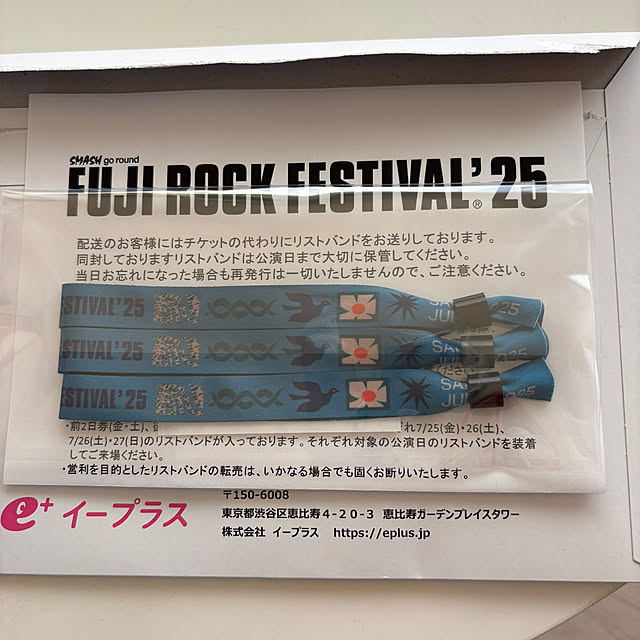 SMASH go round
FUJI ROCK FESTIVAL'25
®
配送のお客様にはチケットの代わりにリストバンドをお送りしております。
同封しておりますリストバンドは公演日まで大切に保管してください。
当日お忘れになった場合も再発行は一切いたしませんので、ご注意ください。
ESTIVAL'25
STIVAL'25
STIVAL'25
・前2日券(金・土)、
れ7/25(金)・26(土)、
7/26(土)・27(日)のリストバンドが入っております。それぞれ対象の公演日のリストバンドを装着
してご来場ください。
・営利を目的としたリストバンドの転売は、いかなる場合でも固くお断りいたします。
e+ イープラス
〒150-6008
東京都渋谷区恵比寿4-20-3 恵比寿ガーデンプレイスタワー
株式会社 イープラス https://eplus.jp